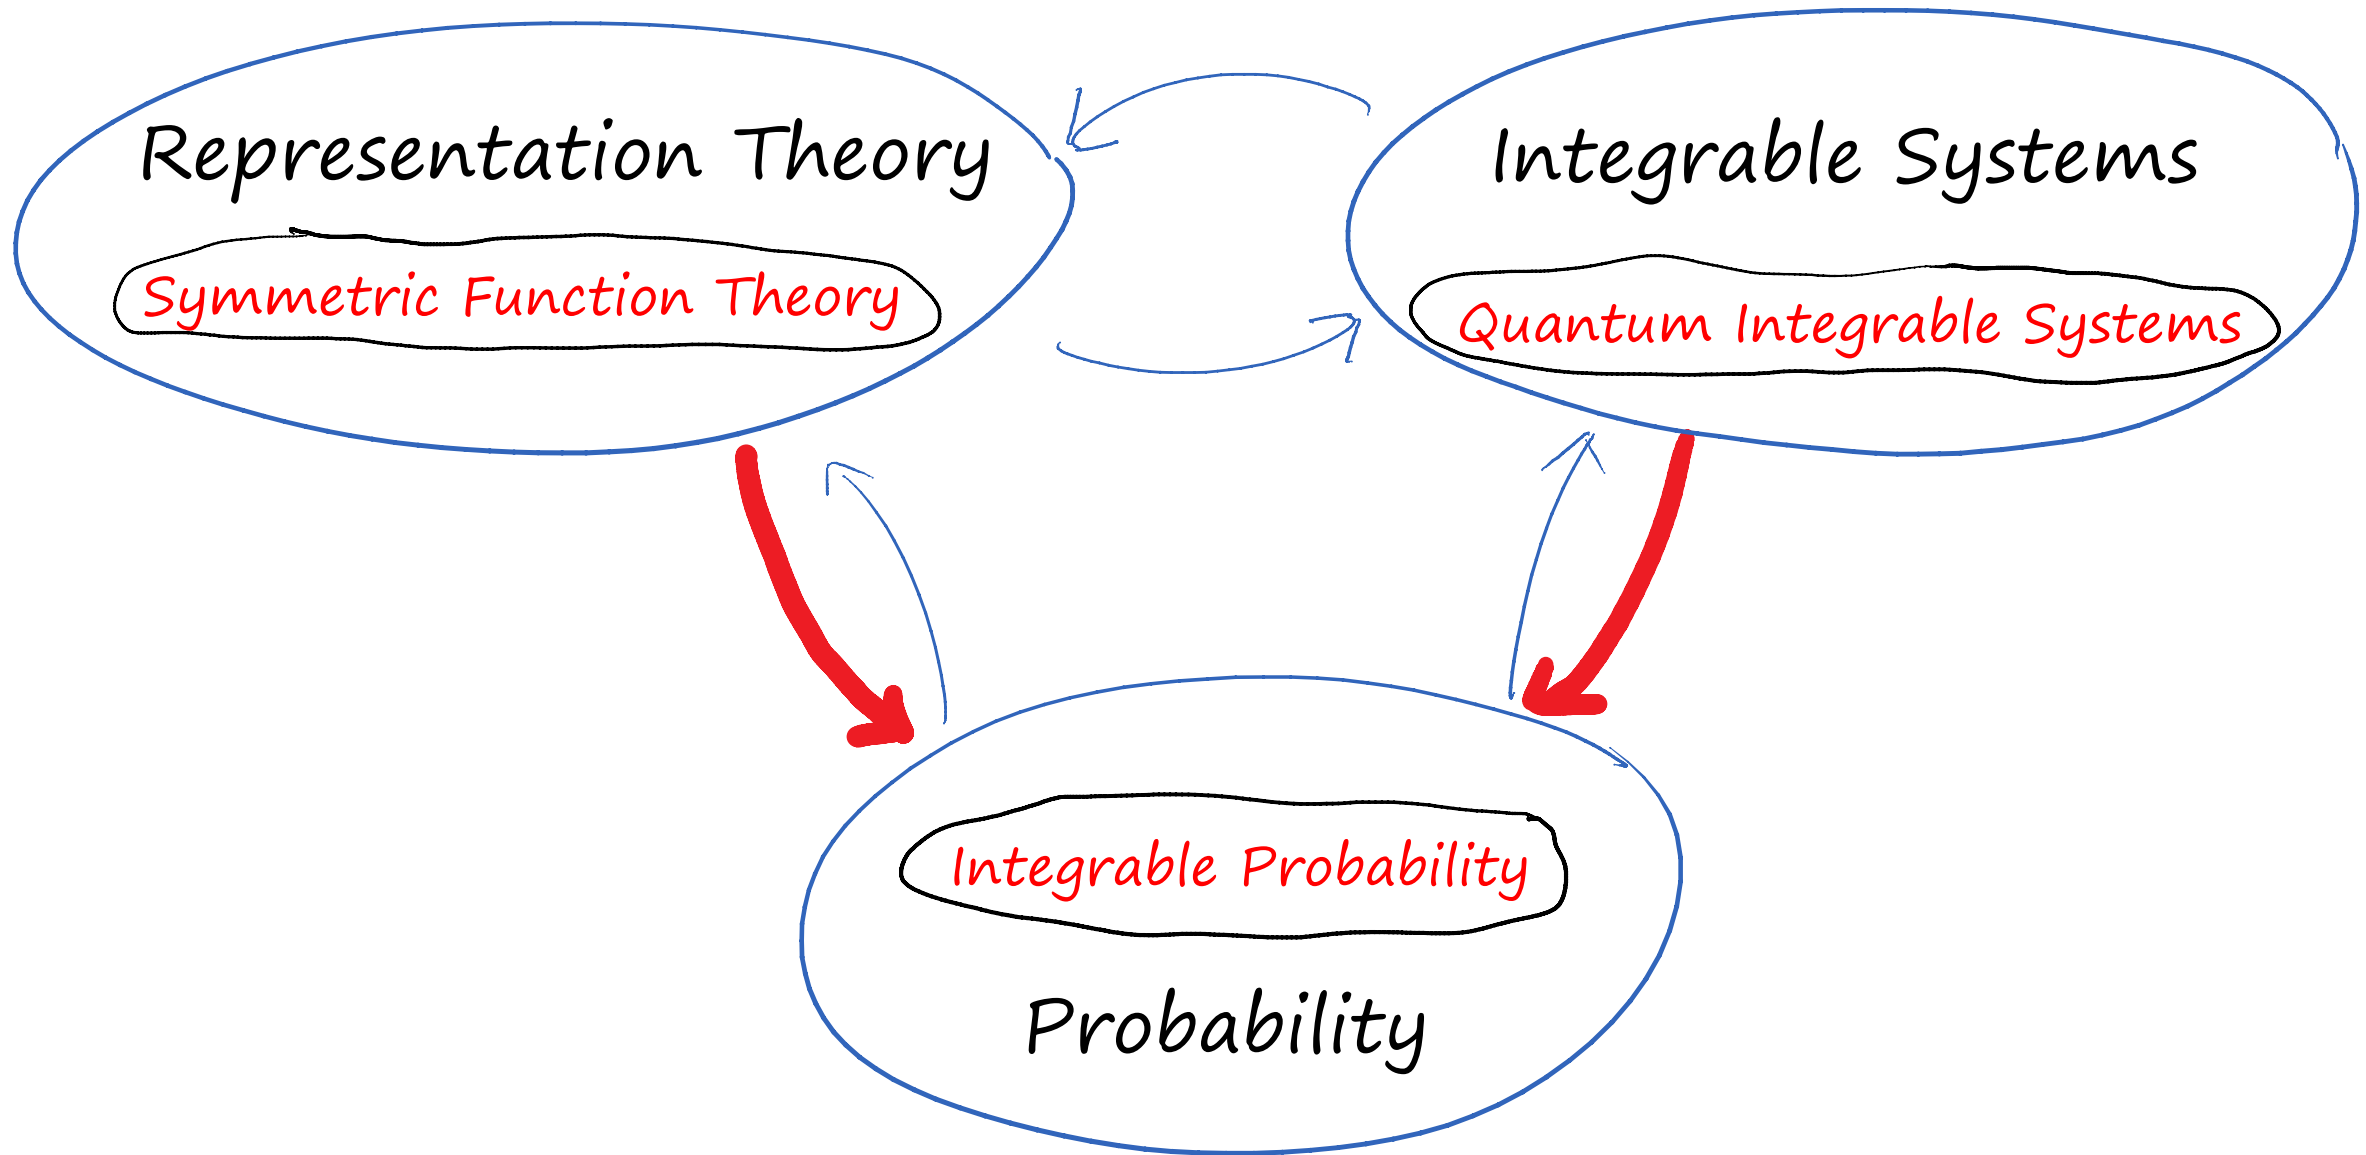 Representation Theory
Symmetric Function Theory
Integrable Systems
Quantum Integrable Systems
Integrable Probability
Probability